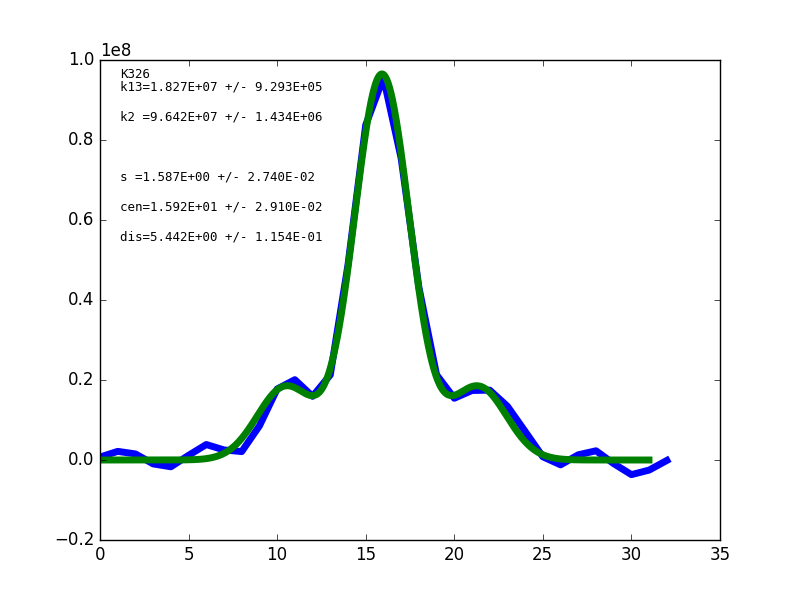 1e8
1.0
0.8
0.6
0.4
0.2
0.0
−0.2
K326
k13=1.827E+07 +/- 9.293E+05
k2 =9.642E+07 +/- 1.434E+06
s =1.587E+00 +/- 2.740E-02
cen=1.592E+01 +/- 2.910E-02
dis=5.442E+00 +/- 1.154E-01
0 5 10 15 20 25 30 35